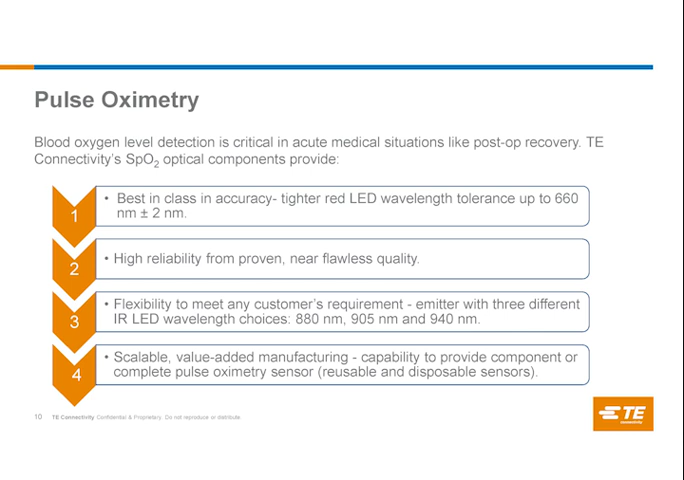 Pulse Oximetry
Blood oxygen level detection is critical in acute medical situations like post-op recovery. TE
Connectivity's SpO2 optical components provide:
1
• Best in class in accuracy- tighter red LED wavelength tolerance up to 660
nm ± 2 nm.
2
• High reliability from proven, near flawless quality.
3
• Flexibility to meet any customer's requirement - emitter with three different
IR LED wavelength choices: 880 nm, 905 nm and 940 nm.
4
• Scalable, value-added manufacturing - capability to provide component or
complete pulse oximetry sensor (reusable and disposable sensors).
10 TE Connectivity Confidential & Proprietary. Do not reproduce or distribute.
TE
connectivity